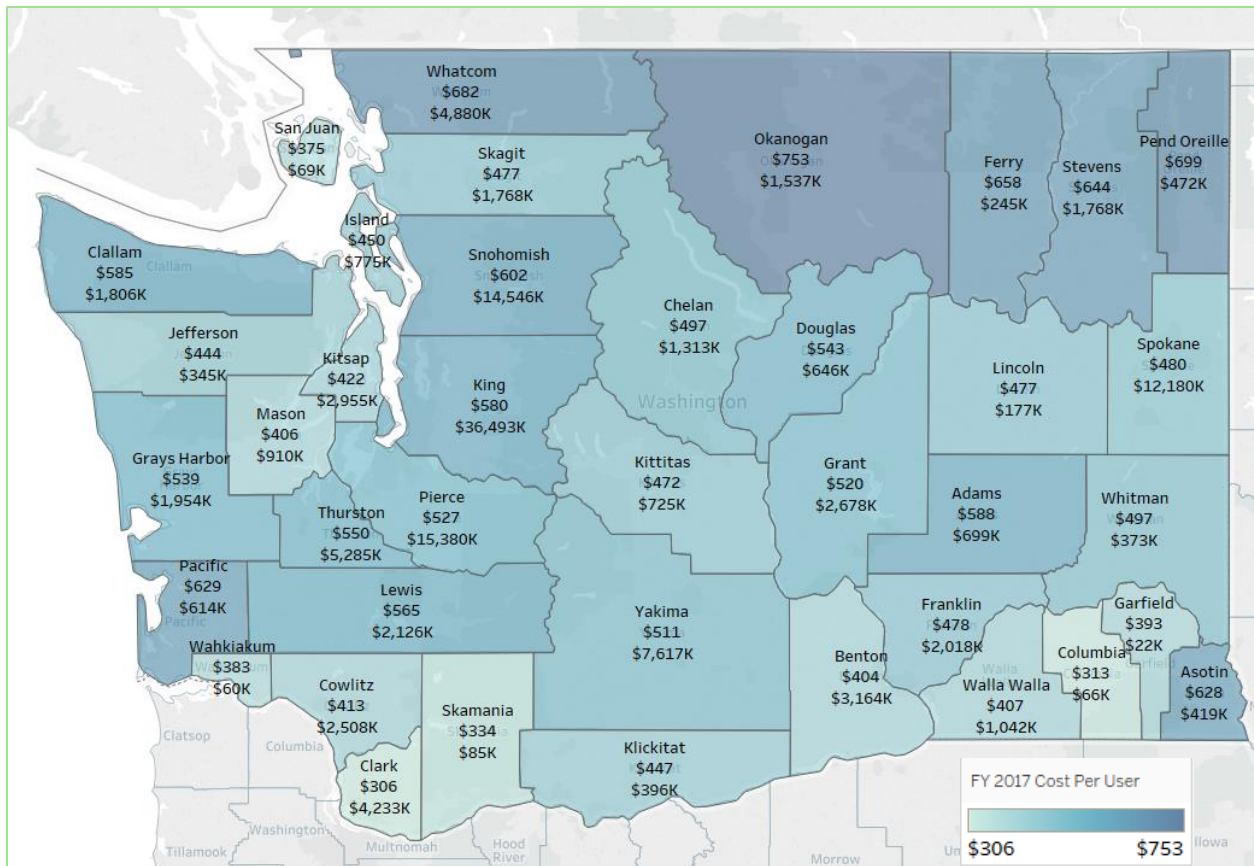 Whatcom
$682
$4,880K
San Juan
$375
$69K
Skagit
$477
$1,768K
Okanogan
$753
$1,537K
Ferry
$658
$245K
Stevens
$644
$1,768K
Pend Oreille
$699
$472K
Island
$450
$775K
Clallam
$585
$1,806K
Clallam
Snohomish
$602
$14,546K
Chelan
$497
$1,313K
Douglas
$543
$646K
Jefferson
$444
$345K
Kitsap
$422
$2,955K
King
$580
$36,493K
Washington
Lincoln
$477
$177K
Spokane
$480
$12,180K
Mason
$406
$910K
Grays Harbor
$539
$1,954K
Kittitas
$472
$725K
Grant
$520
$2,678K
Thurston
$550
$5,285K
Pierce
$527
$15,380K
Adams
$588
$699K
Whitman
$497
$373K
Pacific
$629
$614K
Pacific
Lewis
$565
$2,126K
Yakima
$511
$7,617K
Franklin
$478
$2,018K
Garfield
$393
$22K
Garfield
Wahkiakum
$383
$60K
Cowlitz
$413
$2,508K
Skamania
$334
$85K
Benton
$404
$3,164K
Walla
Walla Walla
$407
$1,042K
Columbia
$313
$66K
Asotin
$628
$419K
Clatsop
Columbia
Clark
$306
$4,233K
Klickitat
$447
$396K
Washington
Tillamook
Multnomah
Hood
River
Morrow
FY 2017 Cost Per User
$306
$753